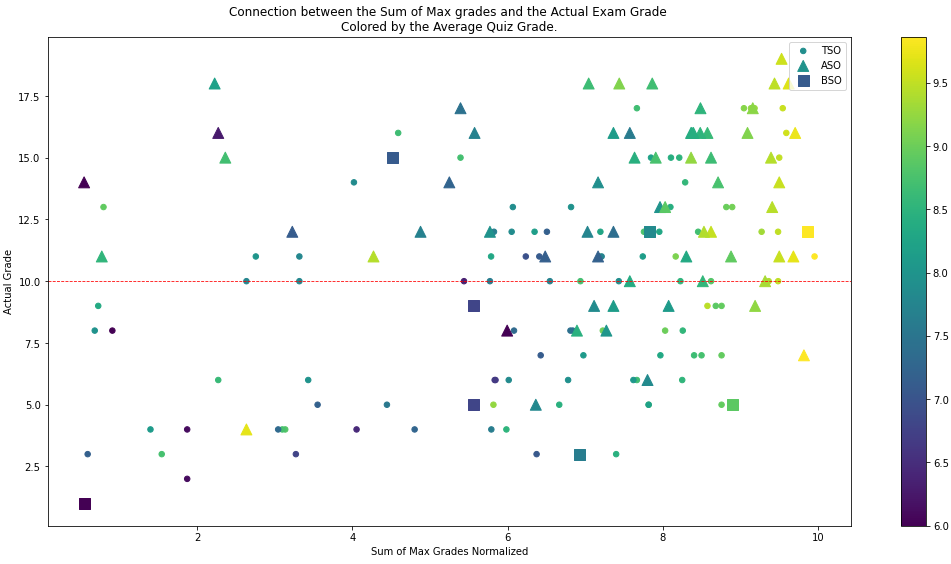 Connection between the Sum of Max grades and the Actual Exam Grade
Colored by the Average Quiz Grade.
TSO
ASO
BSO
17.5
15.0
12.5
10.0
7.5
5.0
2.5
Actual Grade
2
4
6
8
10
Sum of Max Grades Normalized
9.5
9.0
8.5
8.0
7.5
7.0
6.5
6.0